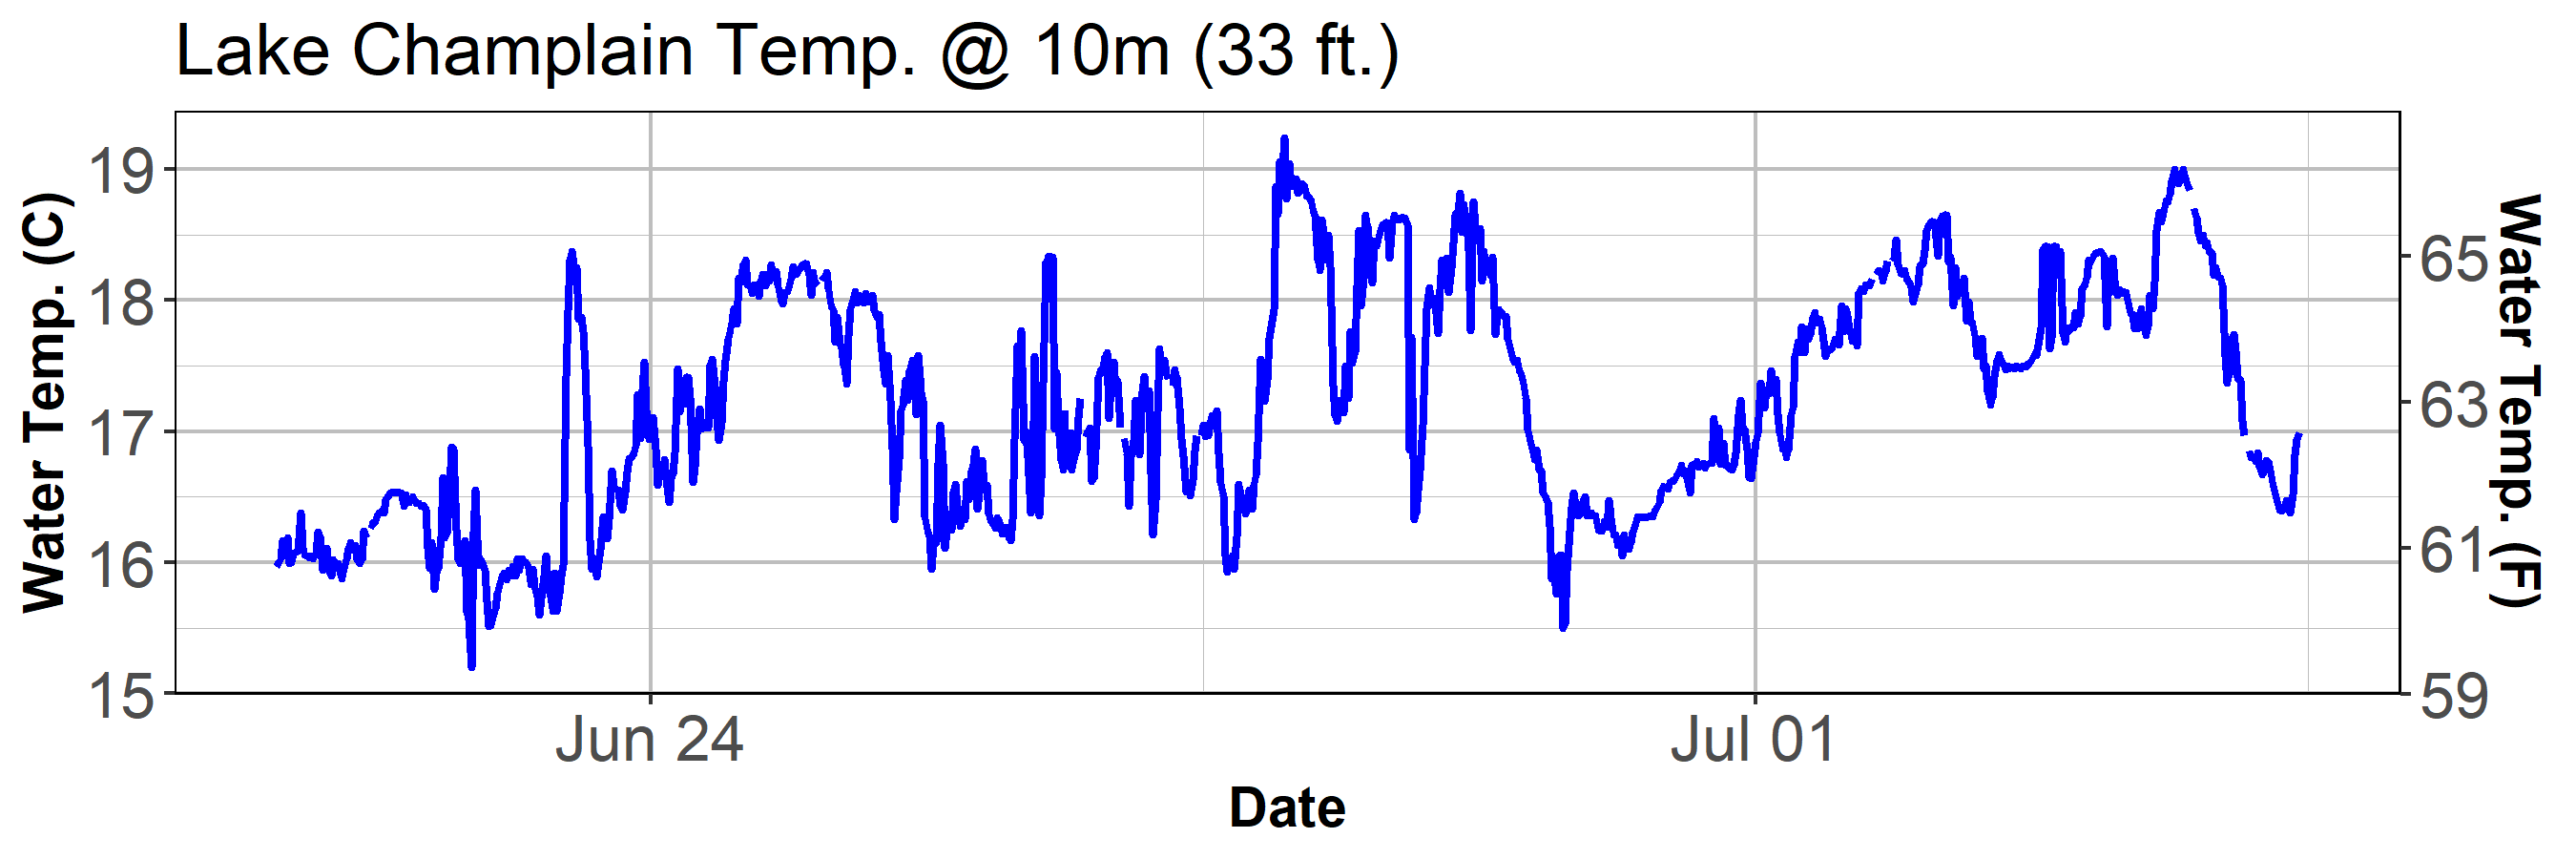 Lake Champlain Temp. @ 10m (33 ft.)
Water Temp. (C)
19
18
17
16
15
65
63
61
59
Water Temp. (F)
Jun 24
Jul 01
Date